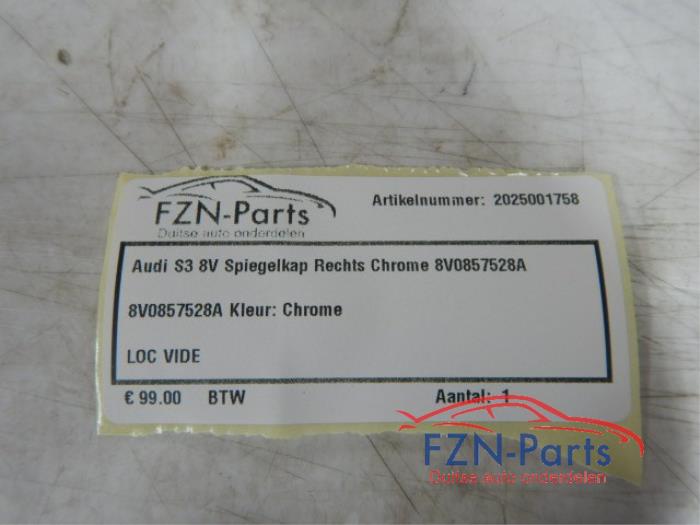 FZN-Parts
Duitse auto onderdelen
Artikelnummer: 2025001758
Audi S3 8V Spiegelkap Rechts Chrome 8V0857528A
8V0857528A Kleur: Chrome
LOC VIDE
€ 99.00 BTW Aantal: 1
FZN-Parts
Duitse auto onderdelen